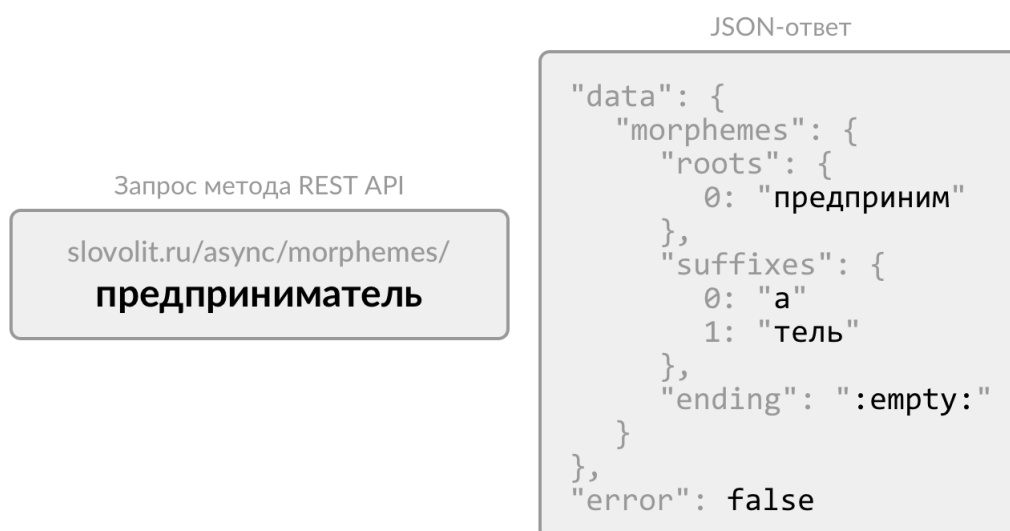 Запрос метода REST API
slovolit.ru/async/morphemes/
предприниматель
JSON-ответ
"data": {
"morphemes": {
"roots": {
0: "предприним"
},
"suffixes": {
0: "а"
1: "тель"
},
"ending": ":empty:"
}
},
"error": false